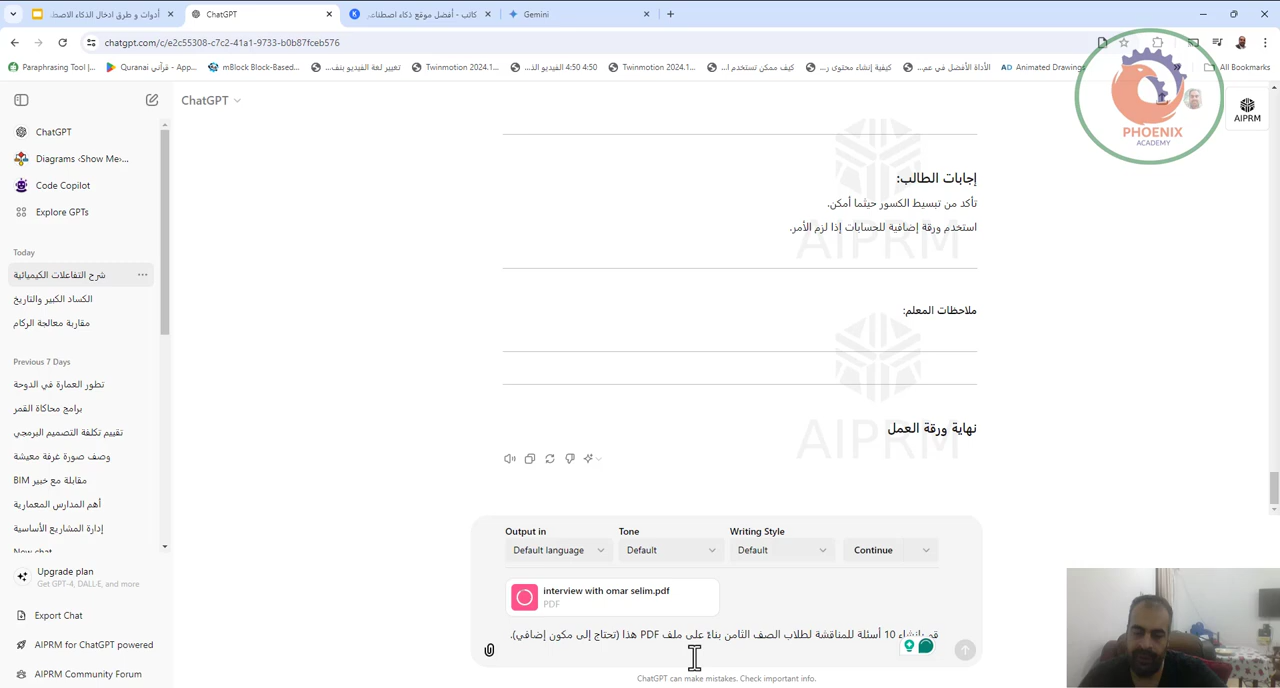 أدوات و طرق ادخال الذكاء الاصط
ChatGPT
كاتب - أفضل موقع ذكاء اصطناعي
Gemini
chatgpt.com/c/e2c55308-c7c2-41a1-9733-b0b87fceb576
Paraphrasing Tool |...
Quranai - قرآني - App...
mBlock Block-Based...
تغيير لغة الفيديو بنف...
Twinmotion 2024.1...
4:50 4:50 الفيديو الذ...
Twinmotion 2024.1...
كيف ممكن تستخدم ا...
كيفية إنشاء محتوى ر...
الأداة الأفضل في عم...
Animated Drawings
All Bookmarks
PHOENIX
ACADEMY
AIPRM
ChatGPT
ChatGPT
Diagrams ‹Show Me›...
Code Copilot
Explore GPTs
Today
شرح التفاعلات الكيميائية
الكساد الكبير والتاريخ
مقاربة معالجة الركام
Previous 7 Days
تطور العمارة في الدوحة
برامج محاكاة القمر
تقييم تكلفة التصميم البرمجي
وصف صورة غرفة معيشة
مقابلة مع خبير BIM
أهم المدارس المعمارية
إدارة المشاريع الأساسية
New chat
Upgrade plan
Get GPT-4, DALL·E, and more
Export Chat
AIPRM for ChatGPT powered
AIPRM Community Forum
إجابات الطالب:
تأكد من تبسيط الكسور حيثما أمكن.
استخدم ورقة إضافية للحسابات إذا لزم الأمر.
AIPRM
ملاحظات المعلم:
نهاية ورقة العمل
AIPRM
Output in
Tone
Writing Style
Default language
Default
Default
Continue
interview with omar selim.pdf
PDF
قم بإنشاء 10 أسئلة للمناقشة لطلاب الصف الثامن بناءً على ملف PDF هذا (تحتاج إلى مكون إضافي).
ChatGPT can make mistakes. Check important info.